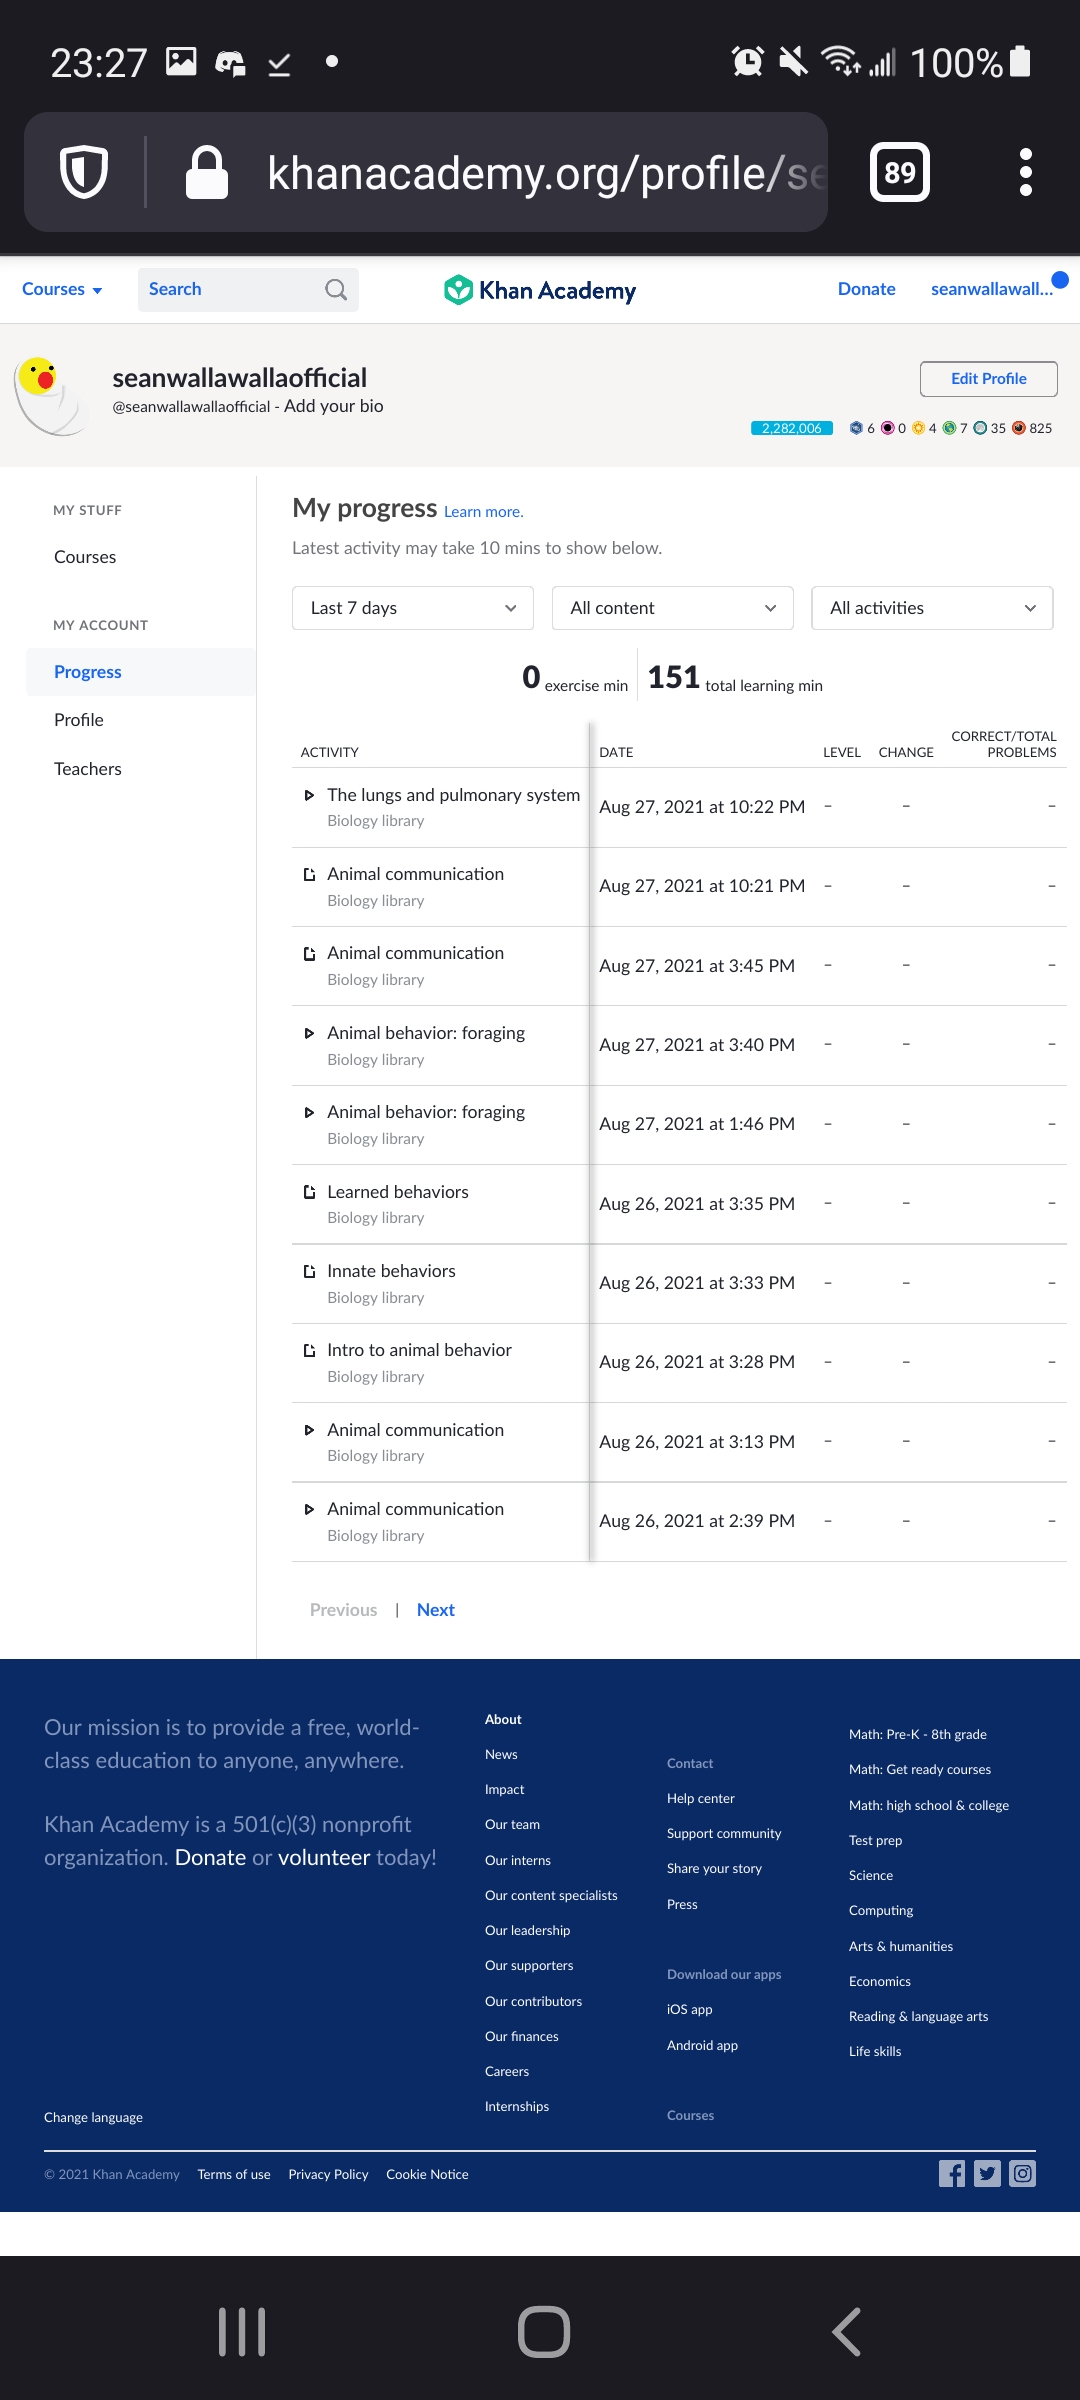 23:27
100%
khanacademy.org/profile/se
89
Courses
Search
Khan Academy
Donate
seanwallawall...
seanwallawallaofficial
@seanwallawallaofficial - Add your bio
Edit Profile
2,282,006 6 0 4 7 35 825
MY STUFF
Courses
MY ACCOUNT
Progress
Profile
Teachers
My progress Learn more.
Latest activity may take 10 mins to show below.
Last 7 days
All content
All activities
0 exercise min 151 total learning min
ACTIVITY DATE LEVEL CHANGE CORRECT/TOTAL PROBLEMS
The lungs and pulmonary system
Biology library
Aug 27, 2021 at 10:22 PM – – –
Animal communication
Biology library
Aug 27, 2021 at 10:21 PM – – –
Animal communication
Biology library
Aug 27, 2021 at 3:45 PM – – –
Animal behavior: foraging
Biology library
Aug 27, 2021 at 3:40 PM – – –
Animal behavior: foraging
Biology library
Aug 27, 2021 at 1:46 PM – – –
Learned behaviors
Biology library
Aug 26, 2021 at 3:35 PM – – –
Innate behaviors
Biology library
Aug 26, 2021 at 3:33 PM – – –
Intro to animal behavior
Biology library
Aug 26, 2021 at 3:28 PM – – –
Animal communication
Biology library
Aug 26, 2021 at 3:13 PM – – –
Animal communication
Biology library
Aug 26, 2021 at 2:39 PM – – –
Previous | Next
Our mission is to provide a free, world-
class education to anyone, anywhere.
Khan Academy is a 501(c)(3) nonprofit
organization. Donate or volunteer today!
About
News
Impact
Our team
Our interns
Our content specialists
Our leadership
Our supporters
Our contributors
Our finances
Careers
Internships
Contact
Help center
Support community
Share your story
Press
Download our apps
iOS app
Android app
Courses
Math: Pre-K - 8th grade
Math: Get ready courses
Math: high school & college
Test prep
Science
Computing
Arts & humanities
Economics
Reading & language arts
Life skills
Change language
© 2021 Khan Academy Terms of use Privacy Policy Cookie Notice